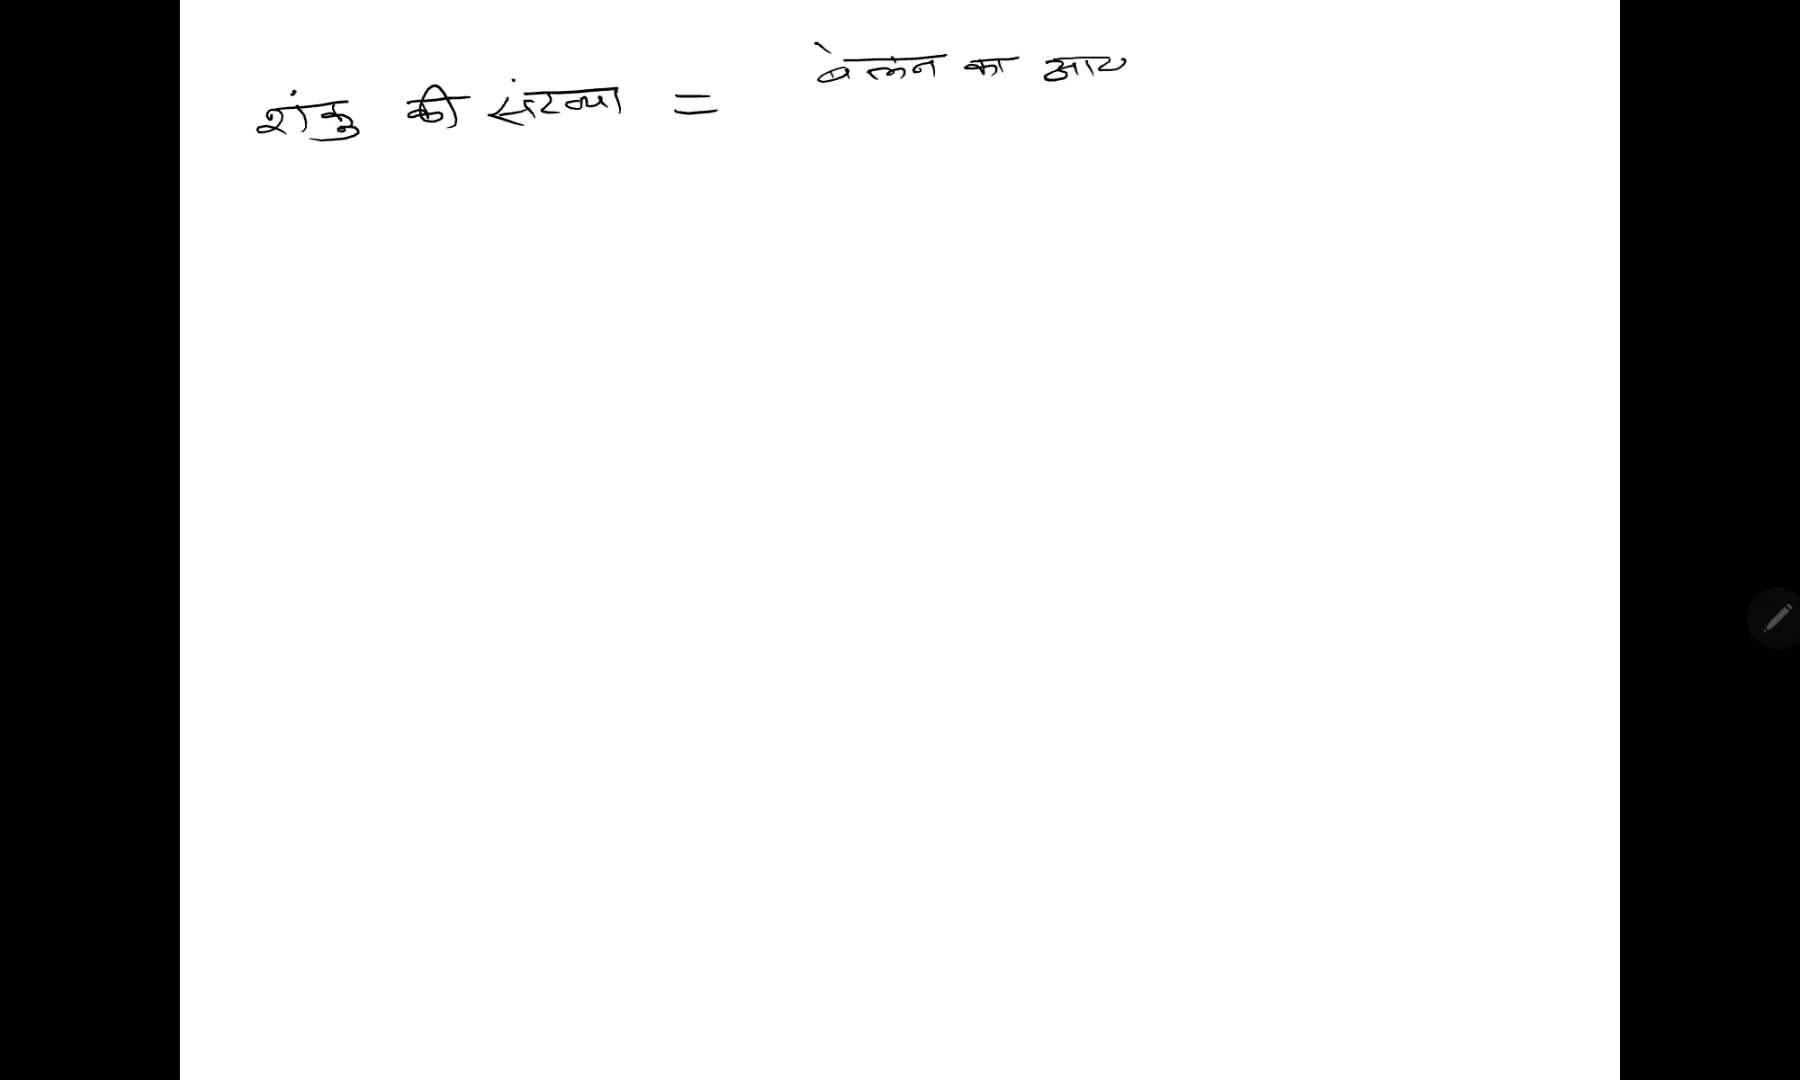 शंकु की संख्या = बेलन का आय